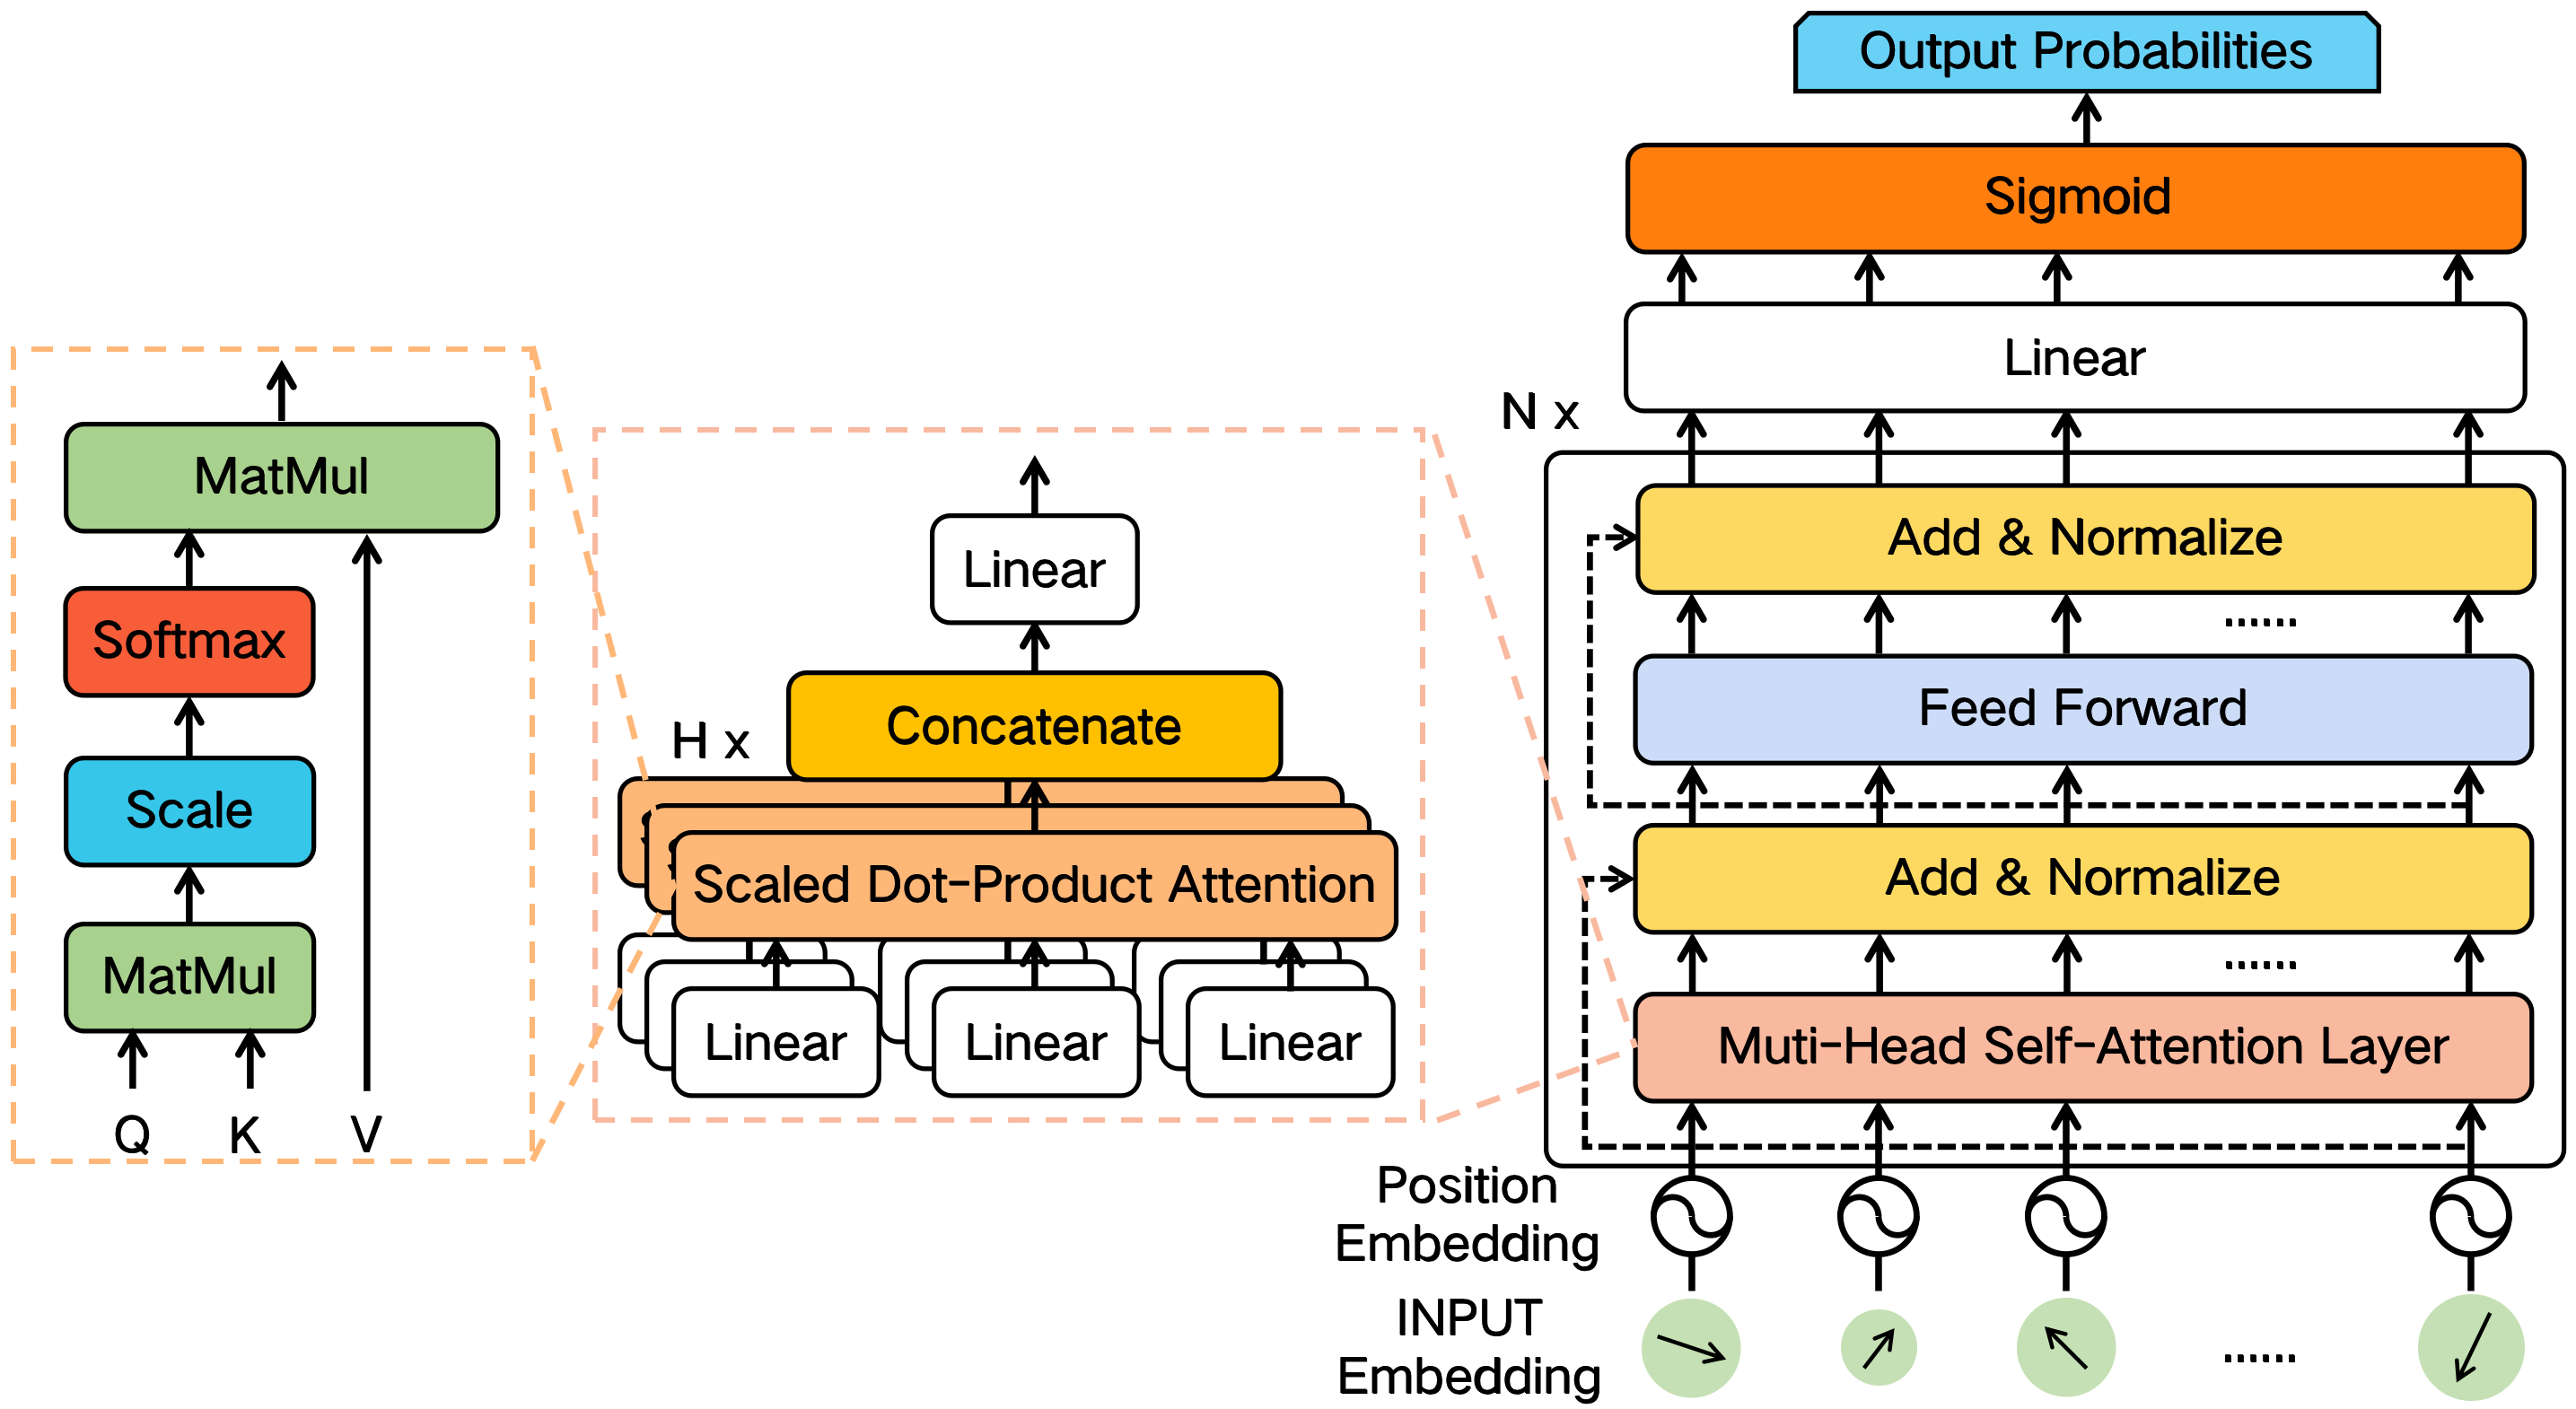 MatMul
Softmax
Scale
MatMul
Q K V
Linear
Concatenate
H x
Scaled Dot-Product Attention
Linear Linear Linear
Output Probabilities
Sigmoid
Linear
N x
Add & Normalize
......
Feed Forward
Add & Normalize
......
Muti-Head Self-Attention Layer
Position
Embedding
INPUT
Embedding
......